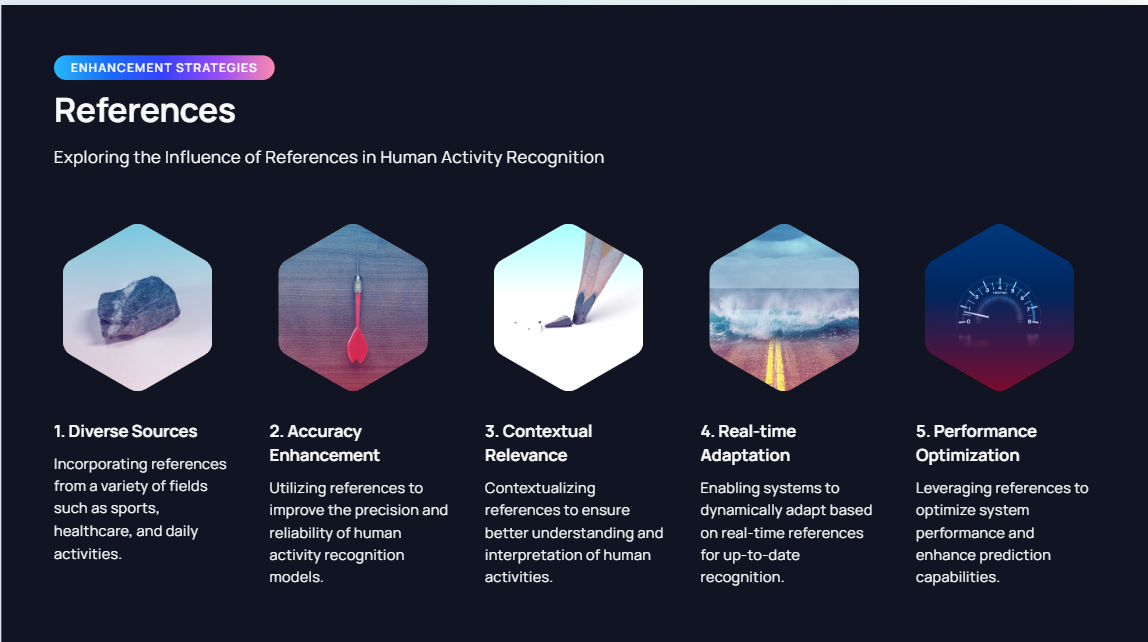 ENHANCEMENT STRATEGIES
References
Exploring the Influence of References in Human Activity Recognition
1. Diverse Sources
Incorporating references
from a variety of fields
such as sports,
healthcare, and daily
activities.
2. Accuracy
Enhancement
Utilizing references to
improve the precision and
reliability of human
activity recognition
models.
3. Contextual
Relevance
Contextualizing
references to ensure
better understanding and
interpretation of human
activities.
4. Real-time
Adaptation
Enabling systems to
dynamically adapt based
on real-time references
for up-to-date
recognition.
5. Performance
Optimization
Leveraging references to
optimize system
performance and
enhance prediction
capabilities.